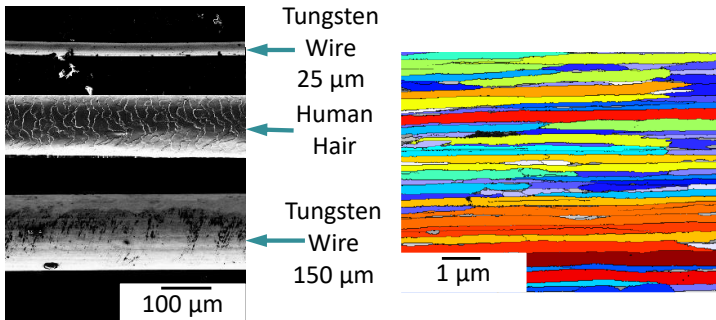 Tungsten
Wire
25 µm
Human
Hair
Tungsten
Wire
150 µm
100 µm
1 µm